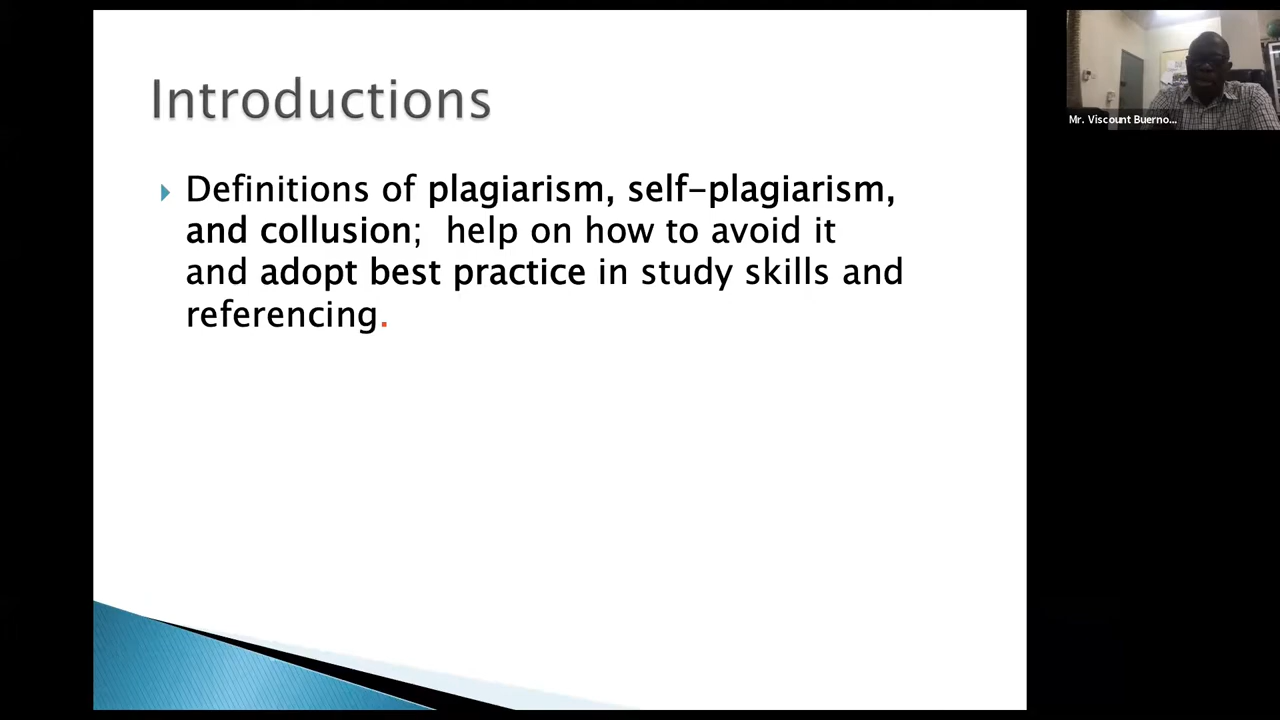 Introductions
Definitions of plagiarism, self-plagiarism,
and collusion;  help on how to avoid it
and adopt best practice in study skills and
referencing.
Mr. Viscount Buerno...